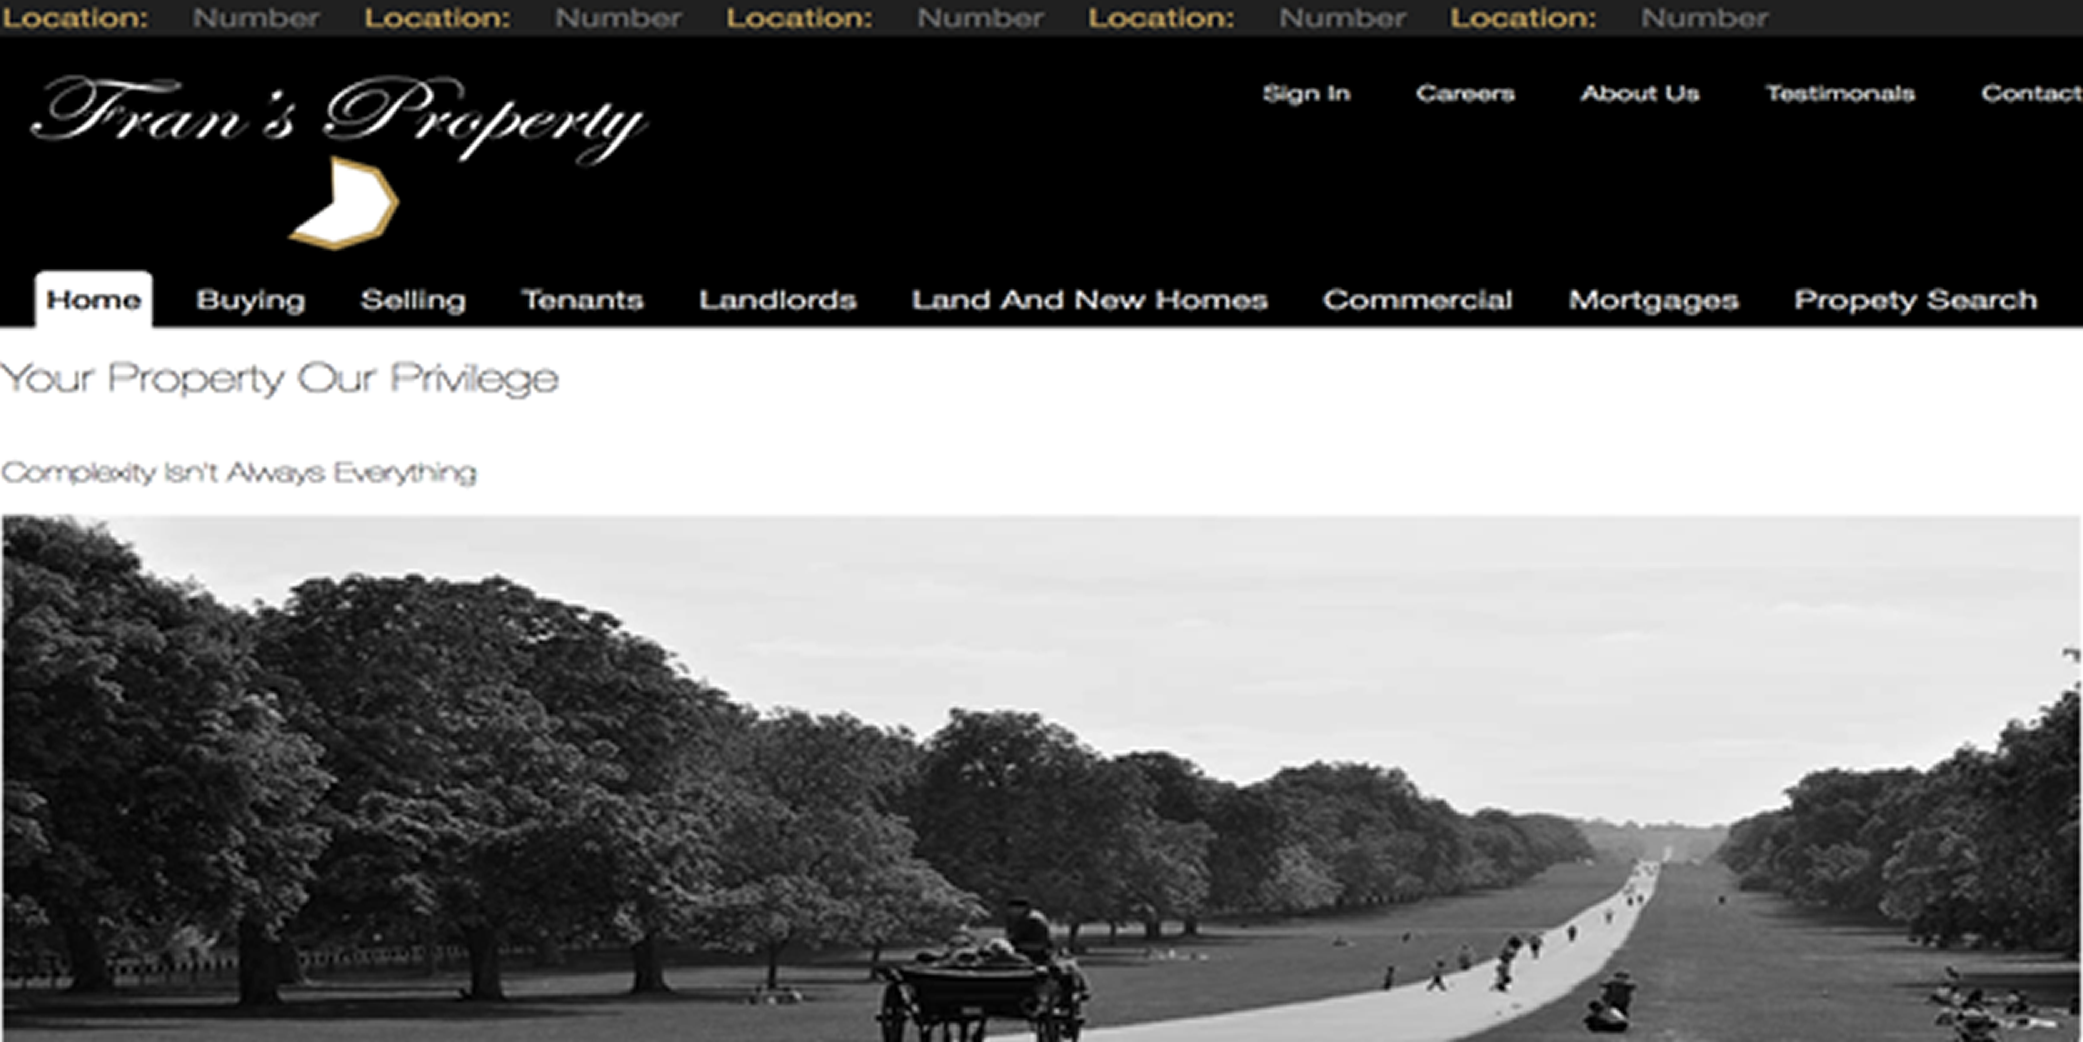 Location: Number Location: Number Location: Number Location: Number Location: Number
Fran's Property
Sign In Careers About Us Testimonals Contact
Home Buying Selling Tenants Landlords Land And New Homes Commercial Mortgages Propety Search
Your Property Our Privilege
Complexity Isn't Always Everything